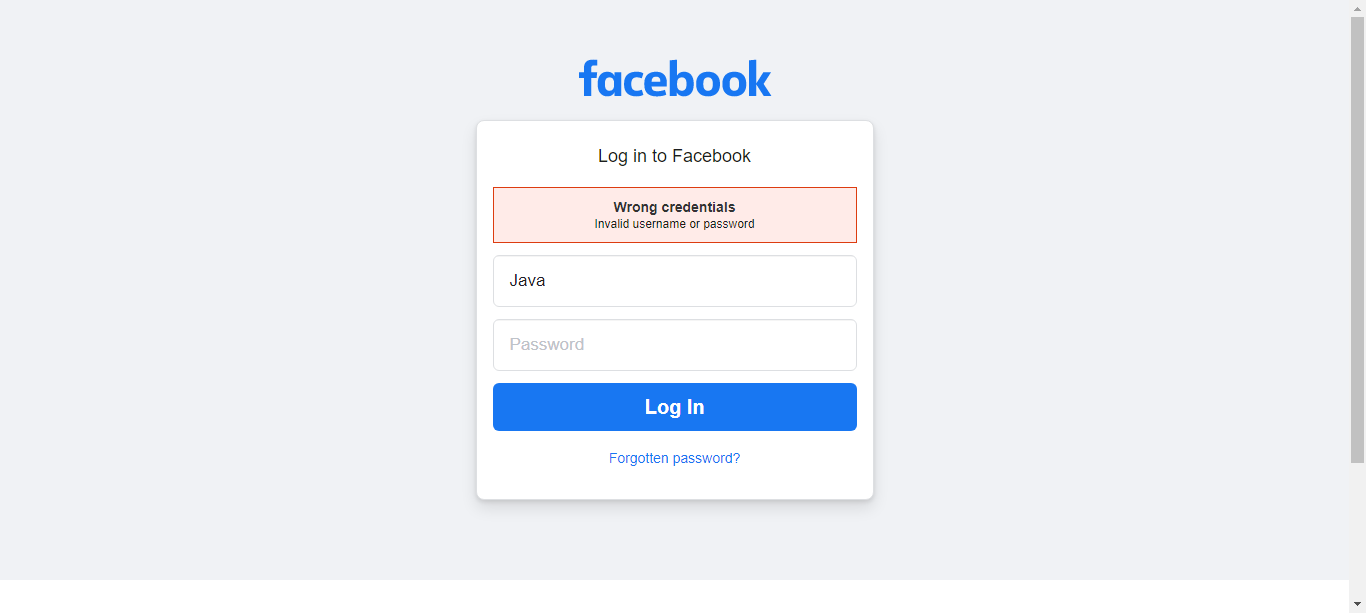 facebook
Log in to Facebook
Wrong credentials
Invalid username or password
Java
Password
Log In
Forgotten password?